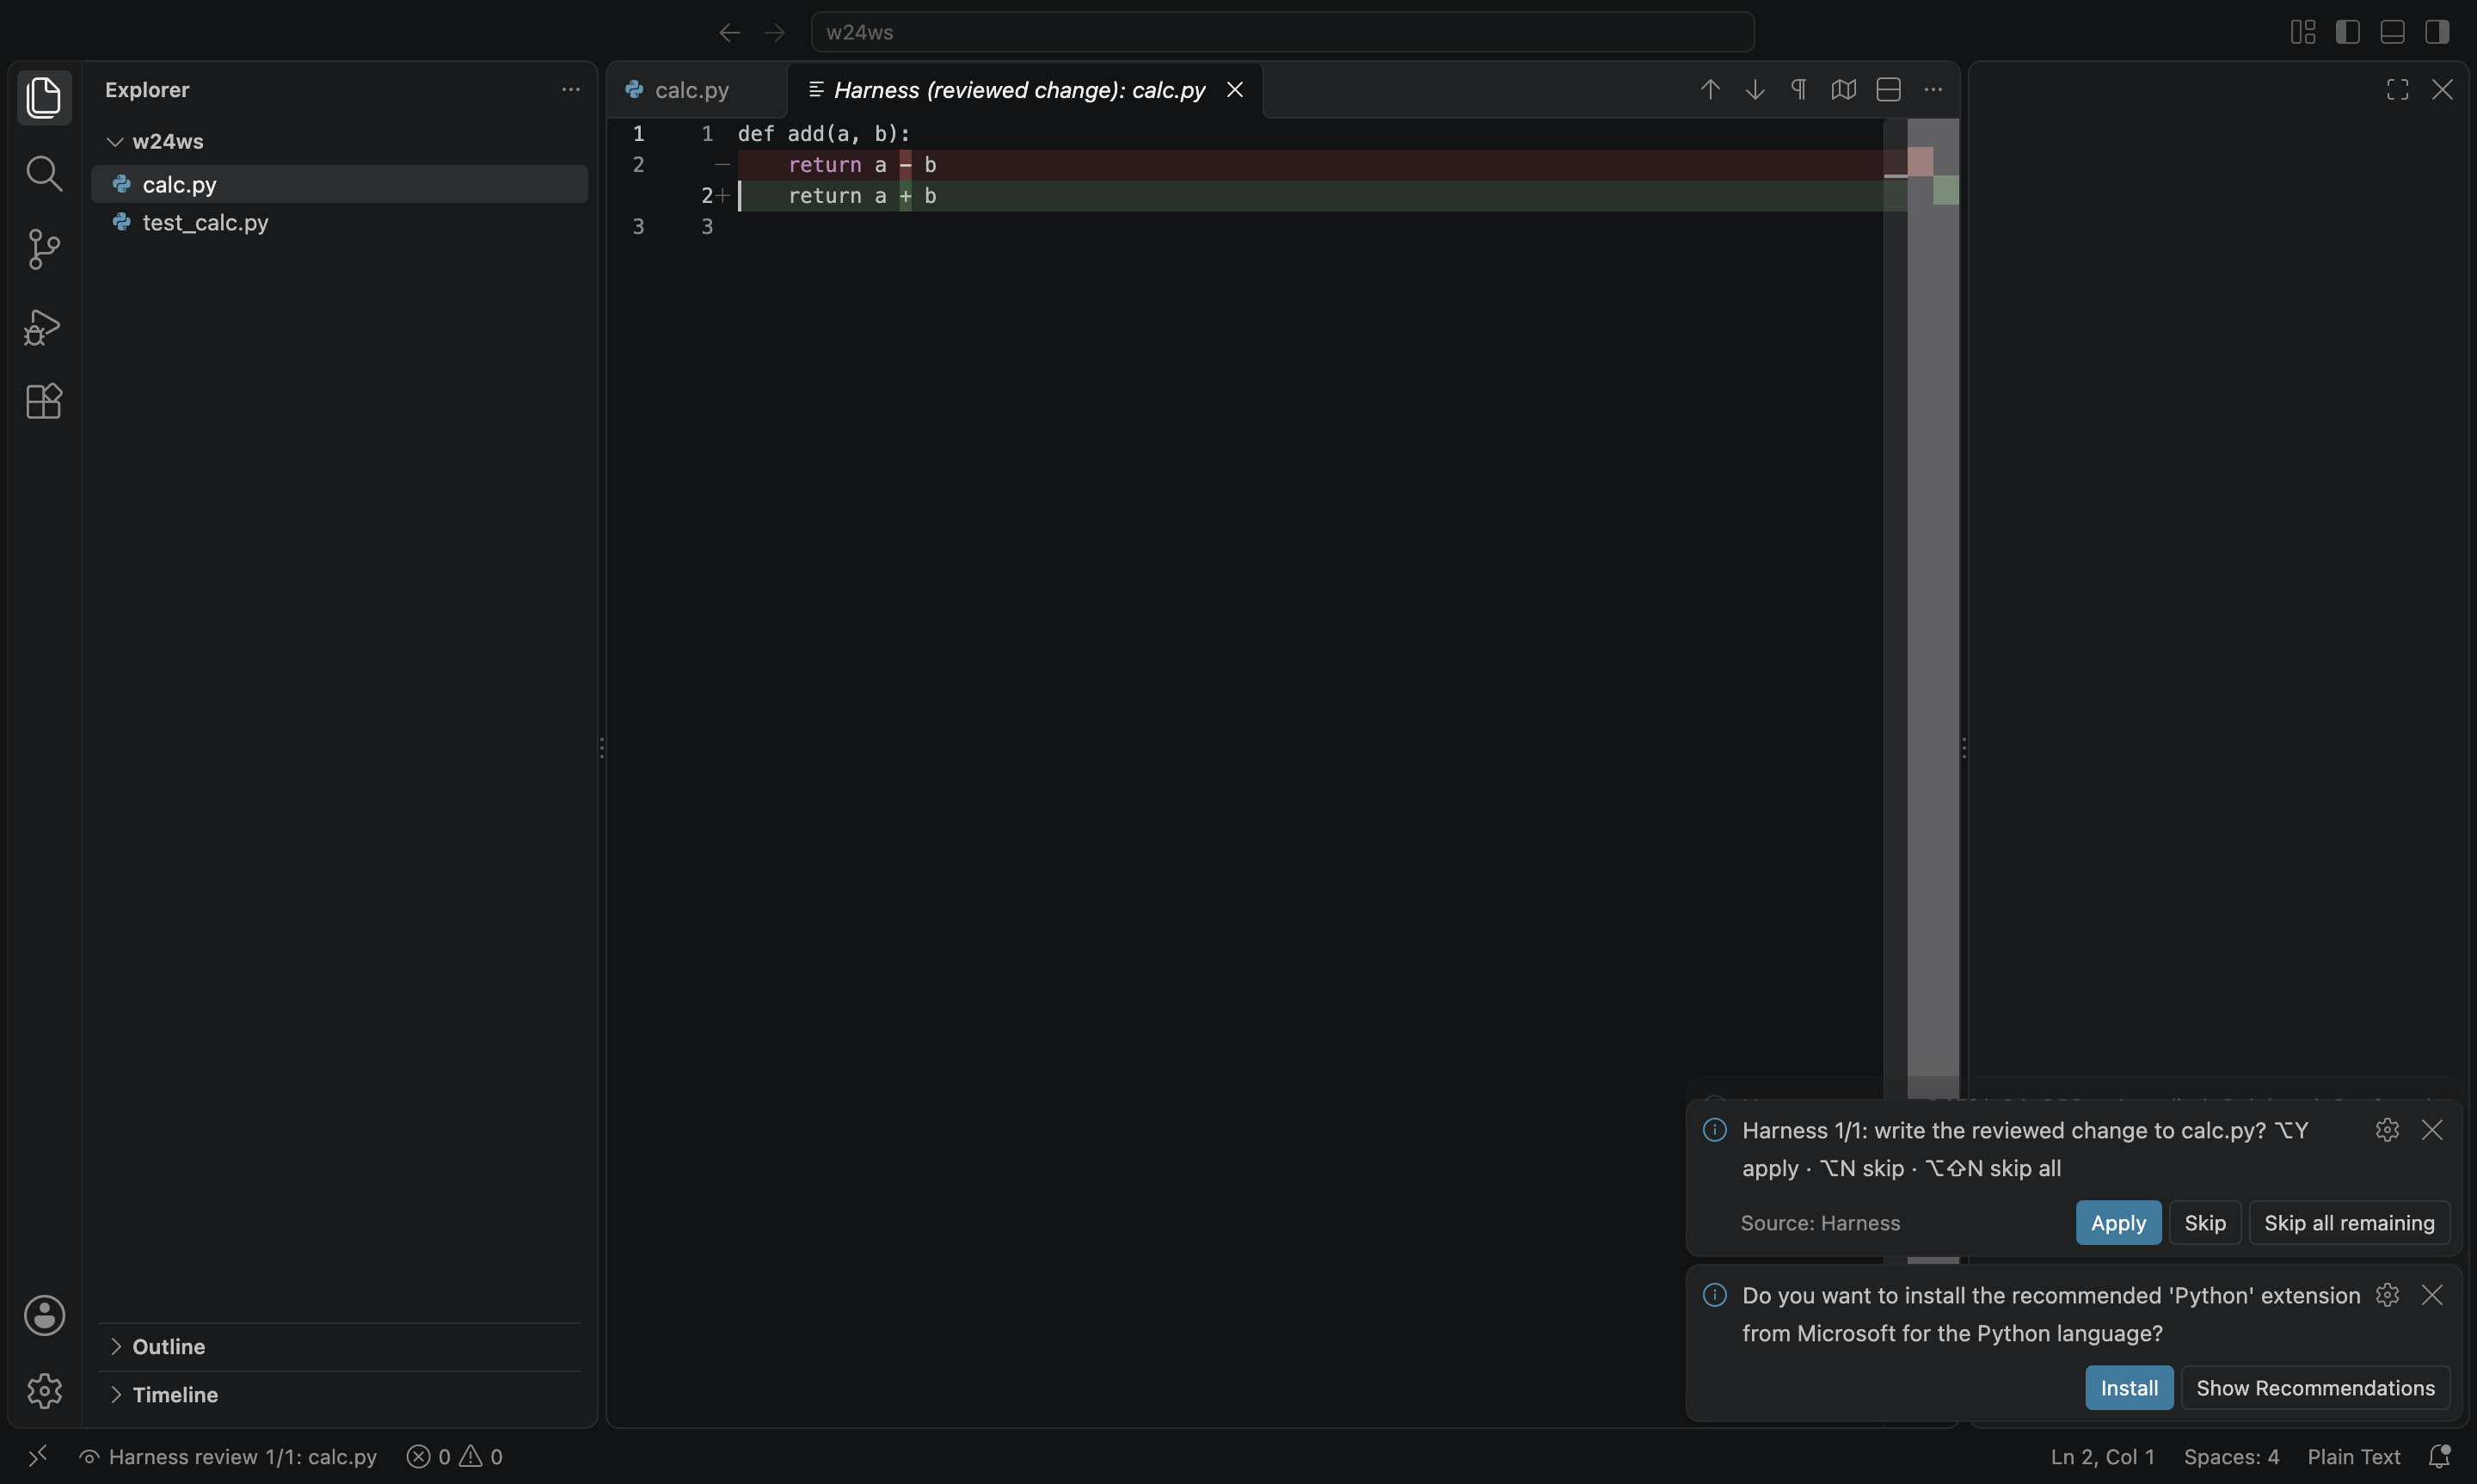 w24ws
Explorer
w24ws
calc.py
test_calc.py
Outline
Timeline
calc.py
Harness (reviewed change): calc.py
1 1 def add(a, b):
2 — return a - b
2+ return a + b
3 3
Harness 1/1: write the reviewed change to calc.py? ⌥Y
apply · ⌥N skip · ⌥⇧N skip all
Source: Harness
Apply
Skip
Skip all remaining
Do you want to install the recommended 'Python' extension
from Microsoft for the Python language?
Install
Show Recommendations
Harness review 1/1: calc.py
0
0
Ln 2, Col 1
Spaces: 4
Plain Text